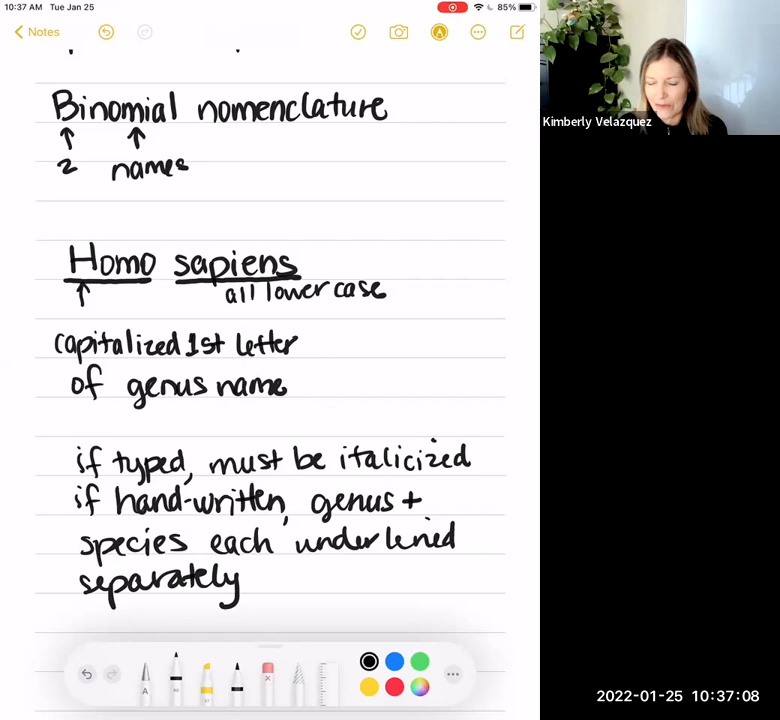 10:37 AM Tue Jan 25
85%
Notes
Kimberly Velazquez
Binomial nomenclature
2 names
Homo sapiens
all lower case
capitalized 1st letter
of genus name
if typed, must be italicized
if hand-written, genus +
species each underlined
separately
A
2022-01-25 10:37:08